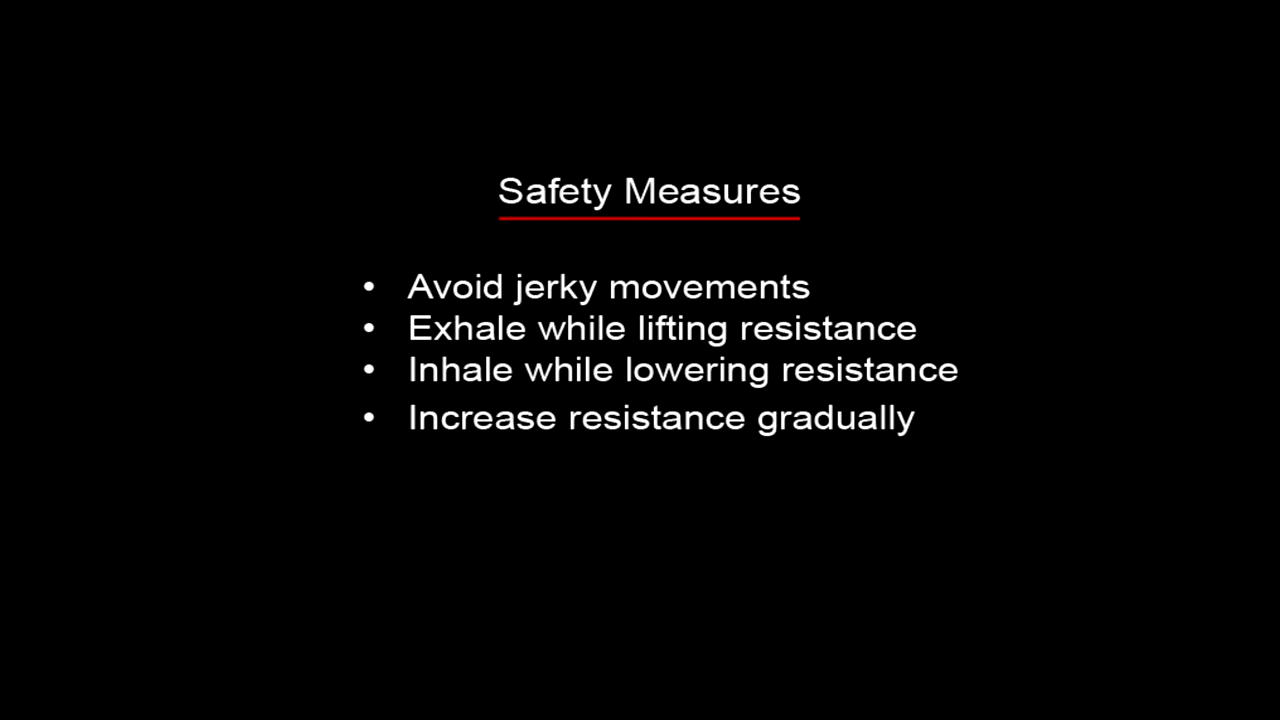 Safety Measures
• Avoid jerky movements
• Exhale while lifting resistance
• Inhale while lowering resistance
• Increase resistance gradually